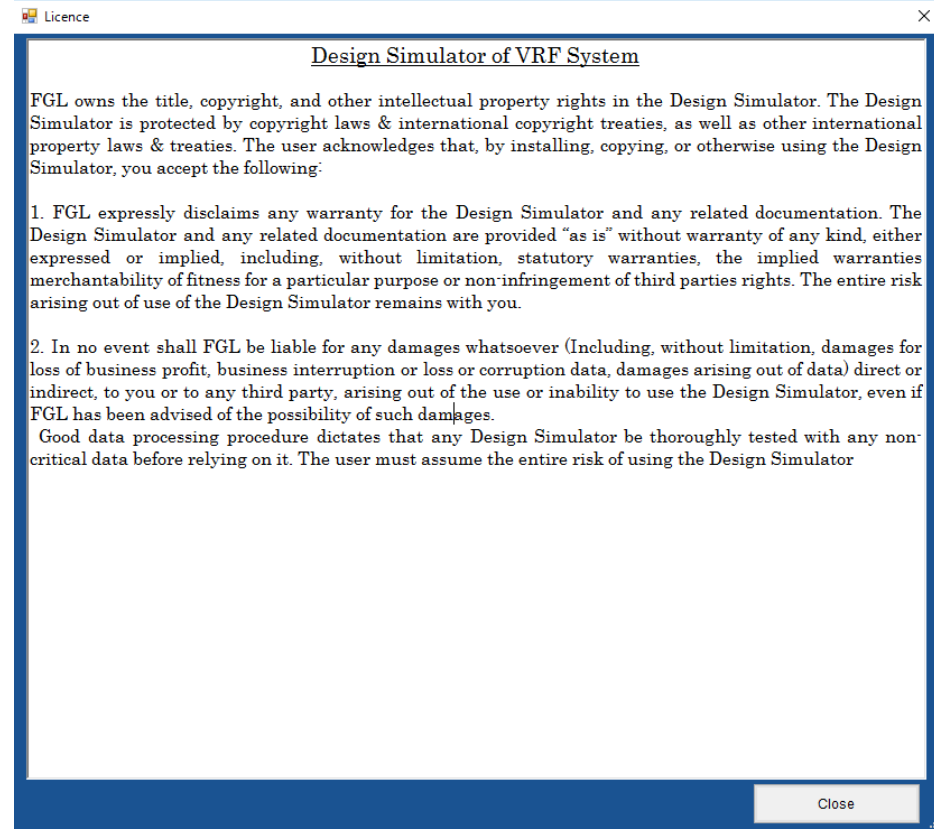 Licence
Design Simulator of VRF System
FGL owns the title, copyright, and other intellectual property rights in the Design Simulator. The Design
Simulator is protected by copyright laws & international copyright treaties, as well as other international
property laws & treaties. The user acknowledges that, by installing, copying, or otherwise using the Design
Simulator, you accept the following:
1. FGL expressly disclaims any warranty for the Design Simulator and any related documentation. The
Design Simulator and any related documentation are provided “as is” without warranty of any kind, either
expressed or implied, including, without limitation, statutory warranties, the implied warranties
merchantability of fitness for a particular purpose or non-infringement of third parties rights. The entire risk
arising out of use of the Design Simulator remains with you.
2. In no event shall FGL be liable for any damages whatsoever (Including, without limitation, damages for
loss of business profit, business interruption or loss or corruption data, damages arising out of data) direct or
indirect, to you or to any third party, arising out of the use or inability to use the Design Simulator, even if
FGL has been advised of the possibility of such damages.
Good data processing procedure dictates that any Design Simulator be thoroughly tested with any non-
critical data before relying on it. The user must assume the entire risk of using the Design Simulator
Close